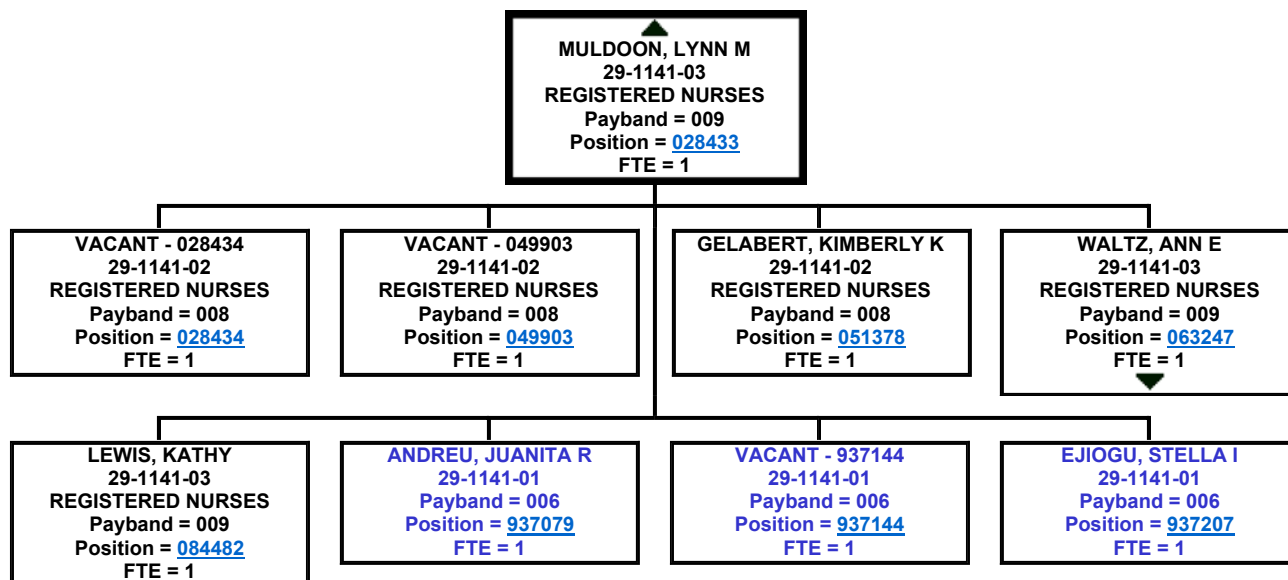 MULDOON, LYNN M
29-1141-03
REGISTERED NURSES
Payband = 009
Position = 028433
FTE = 1
VACANT - 028434
29-1141-02
REGISTERED NURSES
Payband = 008
Position = 028434
FTE = 1
VACANT - 049903
29-1141-02
REGISTERED NURSES
Payband = 008
Position = 049903
FTE = 1
GELABERT, KIMBERLY K
29-1141-02
REGISTERED NURSES
Payband = 008
Position = 051378
FTE = 1
WALTZ, ANN E
29-1141-03
REGISTERED NURSES
Payband = 009
Position = 063247
FTE = 1
LEWIS, KATHY
29-1141-03
REGISTERED NURSES
Payband = 009
Position = 084482
FTE = 1
ANDREU, JUANITA R
29-1141-01
Payband = 006
Position = 937079
FTE = 1
VACANT - 937144
29-1141-01
Payband = 006
Position = 937144
FTE = 1
EJIOGU, STELLA I
29-1141-01
Payband = 006
Position = 937207
FTE = 1